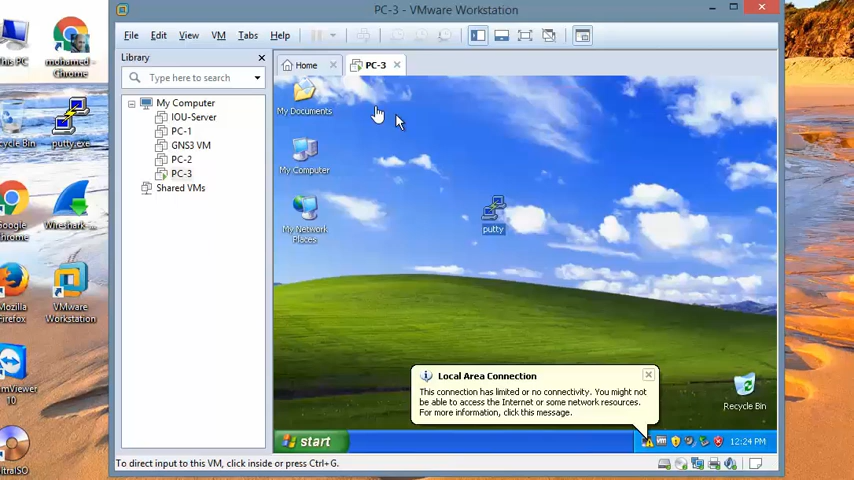 PC-3 - VMware Workstation
File Edit View VM Tabs Help
Library
Type here to search
My Computer
IOU-Server
PC-1
GNS3 VM
PC-2
PC-3
Shared VMs
Home
PC-3
My Documents
My Computer
My Network
Places
putty
Local Area Connection
This connection has limited or no connectivity. You might not
be able to access the Internet or some network resources.
For more information, click this message.
Recycle Bin
start
12:24 PM
To direct input to this VM, click inside or press Ctrl+G.
This PC
mohamed -
Chrome
ecycle Bin
putty.exe
Google
Chrome
Wireshark-...
Mozilla
Firefox
VMware
Workstation
amViewer
10
ltraISO